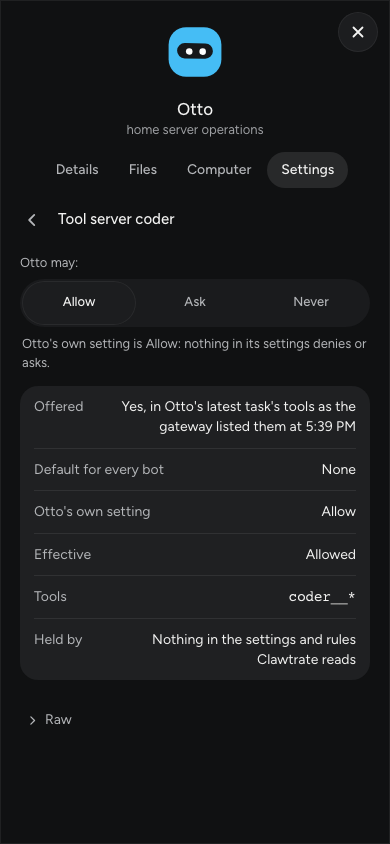 Otto
home server operations
Details Files Computer Settings
Tool server coder
Otto may:
Allow Ask Never
Otto's own setting is Allow: nothing in its settings denies or
asks.
Offered Yes, in Otto's latest task's tools as the
gateway listed them at 5:39 PM
Default for every bot None
Otto's own setting Allow
Effective Allowed
Tools coder__*
Held by Nothing in the settings and rules
Clawtrate reads
Raw